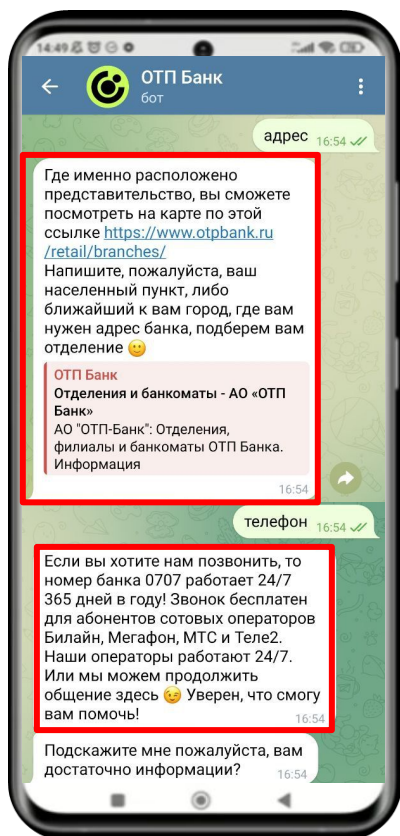 14:49
ОТП Банк
бот
адрес 16:54
Где именно расположено
представительство, вы сможете
посмотреть на карте по этой
ссылке https://www.otpbank.ru
/retail/branches/
Напишите, пожалуйста, ваш
населенный пункт, либо
ближайший к вам город, где вам
нужен адрес банка, подберем вам
отделение 🙂
ОТП Банк
Отделения и банкоматы - АО «ОТП
Банк»
АО "ОТП-Банк": Отделения,
филиалы и банкоматы ОТП Банка.
Информация
16:54
телефон 16:54
Если вы хотите нам позвонить, то
номер банка 0707 работает 24/7
365 дней в году! Звонок бесплатен
для абонентов сотовых операторов
Билайн, Мегафон, МТС и Теле2.
Наши операторы работают 24/7.
Или мы можем продолжить
общение здесь 😉 Уверен, что смогу
вам помочь! 16:54
Подскажите мне пожалуйста, вам
достаточно информации? 16:54